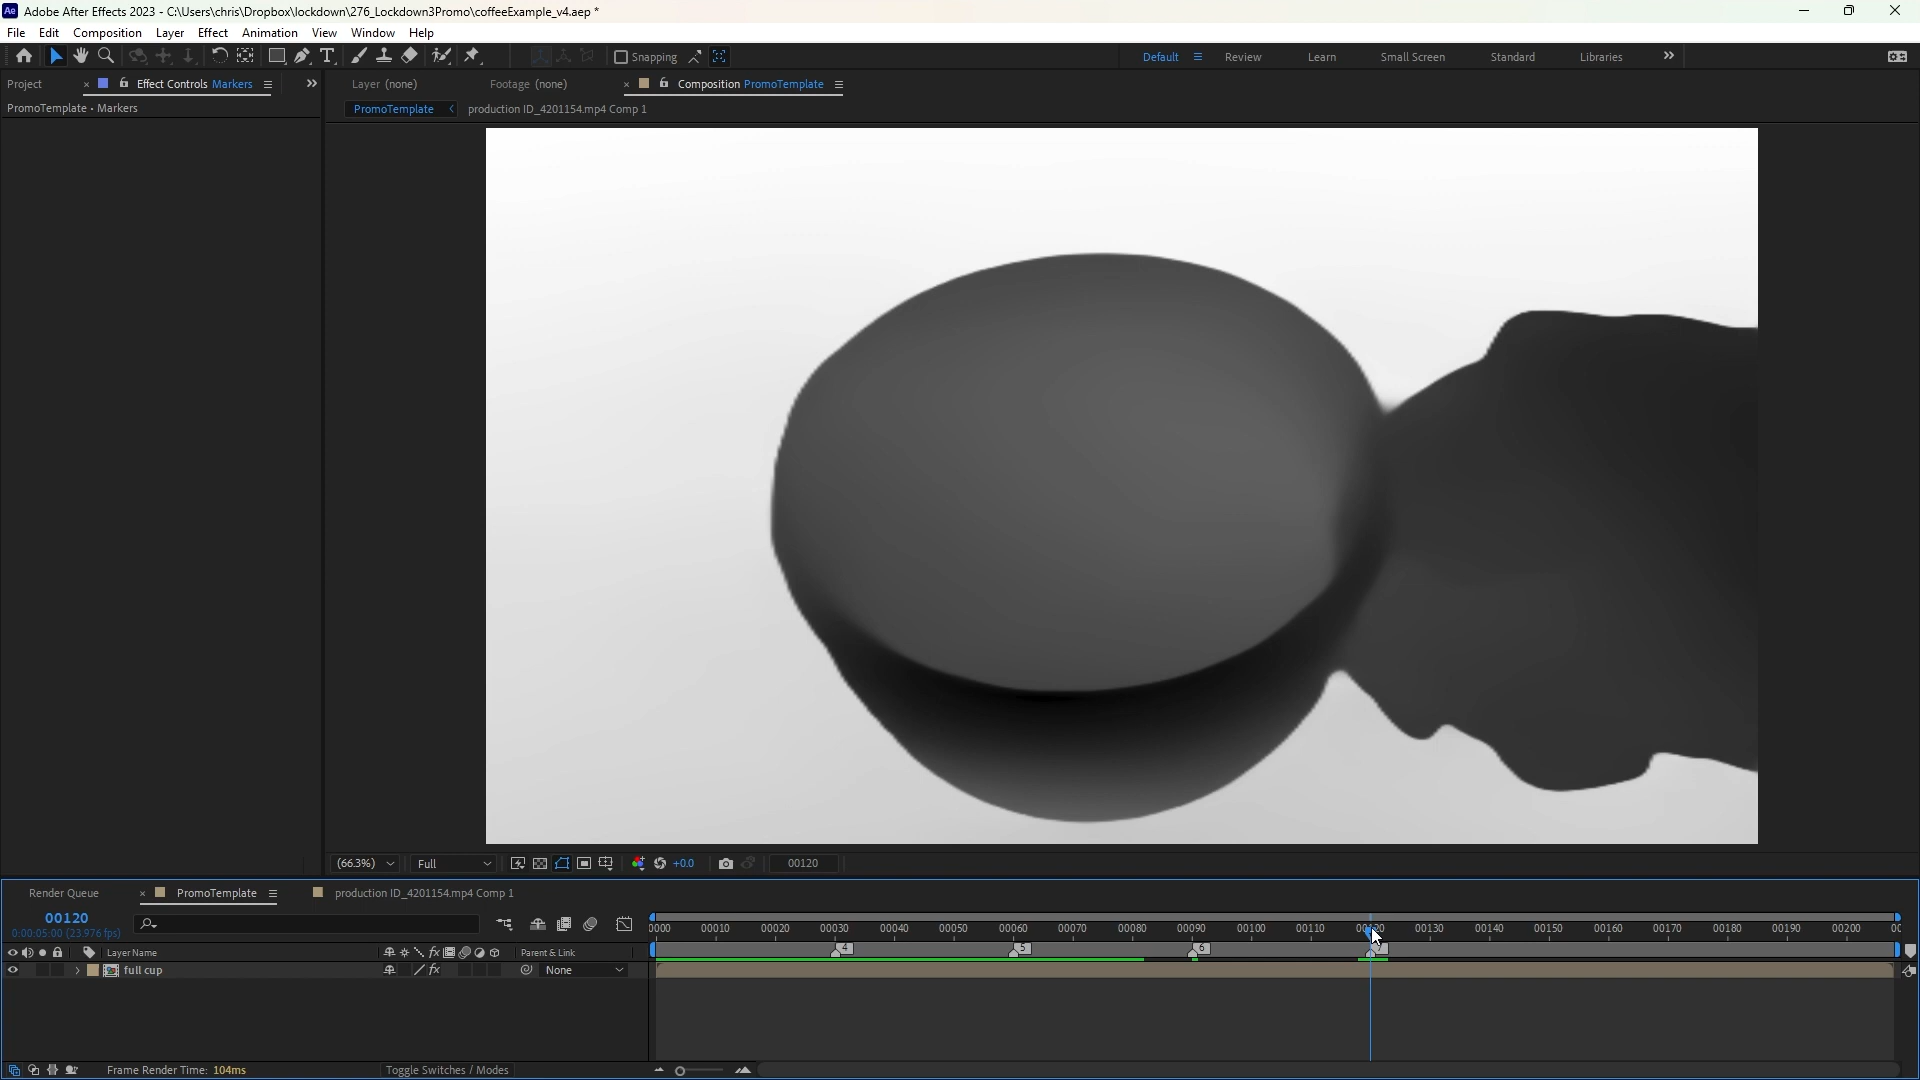 Ae Adobe After Effects 2023 - C:\Users\chris\Dropbox\lockdown\276_Lockdown3Promo\coffeeExample_v4.aep *
File Edit Composition Layer Effect Animation View Window Help
Snapping Default Review Learn Small Screen Standard Libraries
Project Effect Controls Markers Layer (none) Footage (none) Composition PromoTemplate
PromoTemplate • Markers
PromoTemplate production ID_4201154.mp4 Comp 1
(66.3%) Full +0.0 00120
Render Queue PromoTemplate production ID_4201154.mp4 Comp 1
00120
0:00:05:00 (23.976 fps)
0000 00010 00020 00030 00040 00050 00060 00070 00080 00090 00100 00110 00120 00130 00140 00150 00160 00170 00180 00190 00200 00
4 5 6 7
Layer Name Parent & Link
full cup None
Frame Render Time: 104ms Toggle Switches / Modes